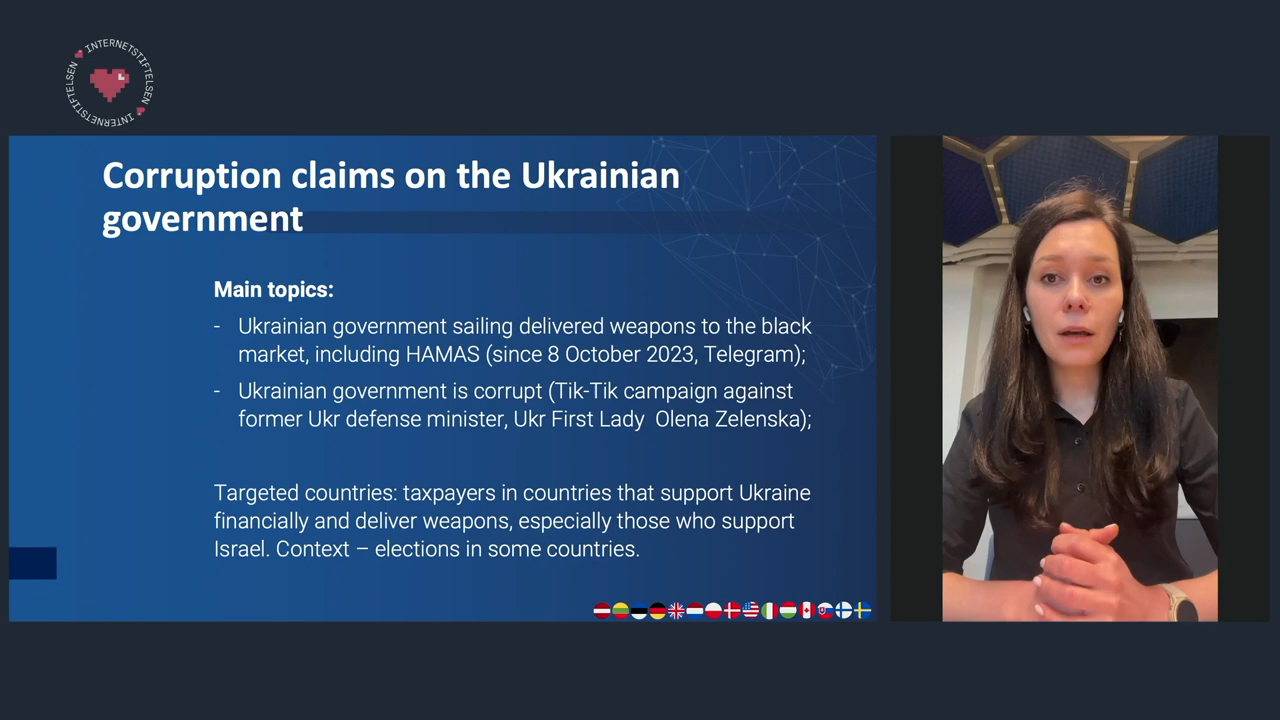 INTERNETSTIFTELSEN
INTERNETSTIFTELSEN
Corruption claims on the Ukrainian
government
Main topics:
- Ukrainian government sailing delivered weapons to the black
market, including HAMAS (since 8 October 2023, Telegram);
- Ukrainian government is corrupt (Tik-Tik campaign against
former Ukr defense minister, Ukr First Lady  Olena Zelenska);
Targeted countries: taxpayers in countries that support Ukraine
financially and deliver weapons, especially those who support
Israel. Context – elections in some countries.